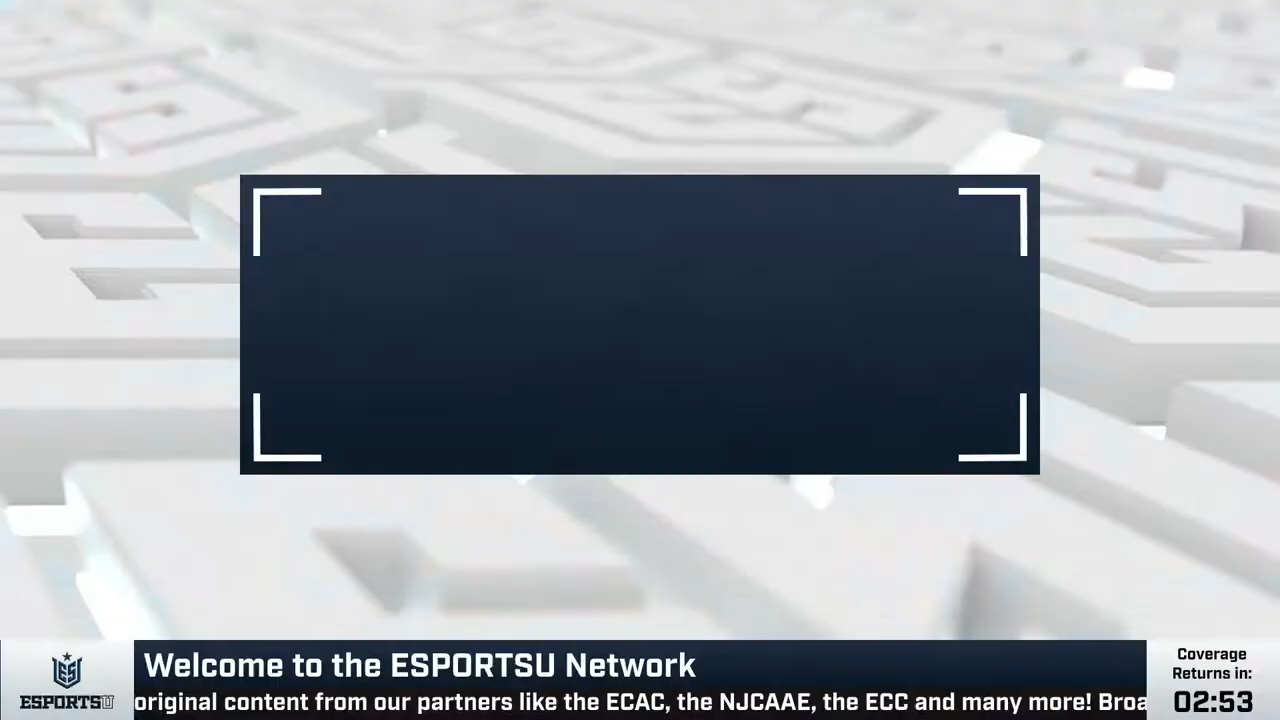 Welcome to the ESPORTSU Network
original content from our partners like the ECAC, the NJCAAE, the ECC and many more! Broa
ESPORTSU
Coverage
Returns in:
02:53